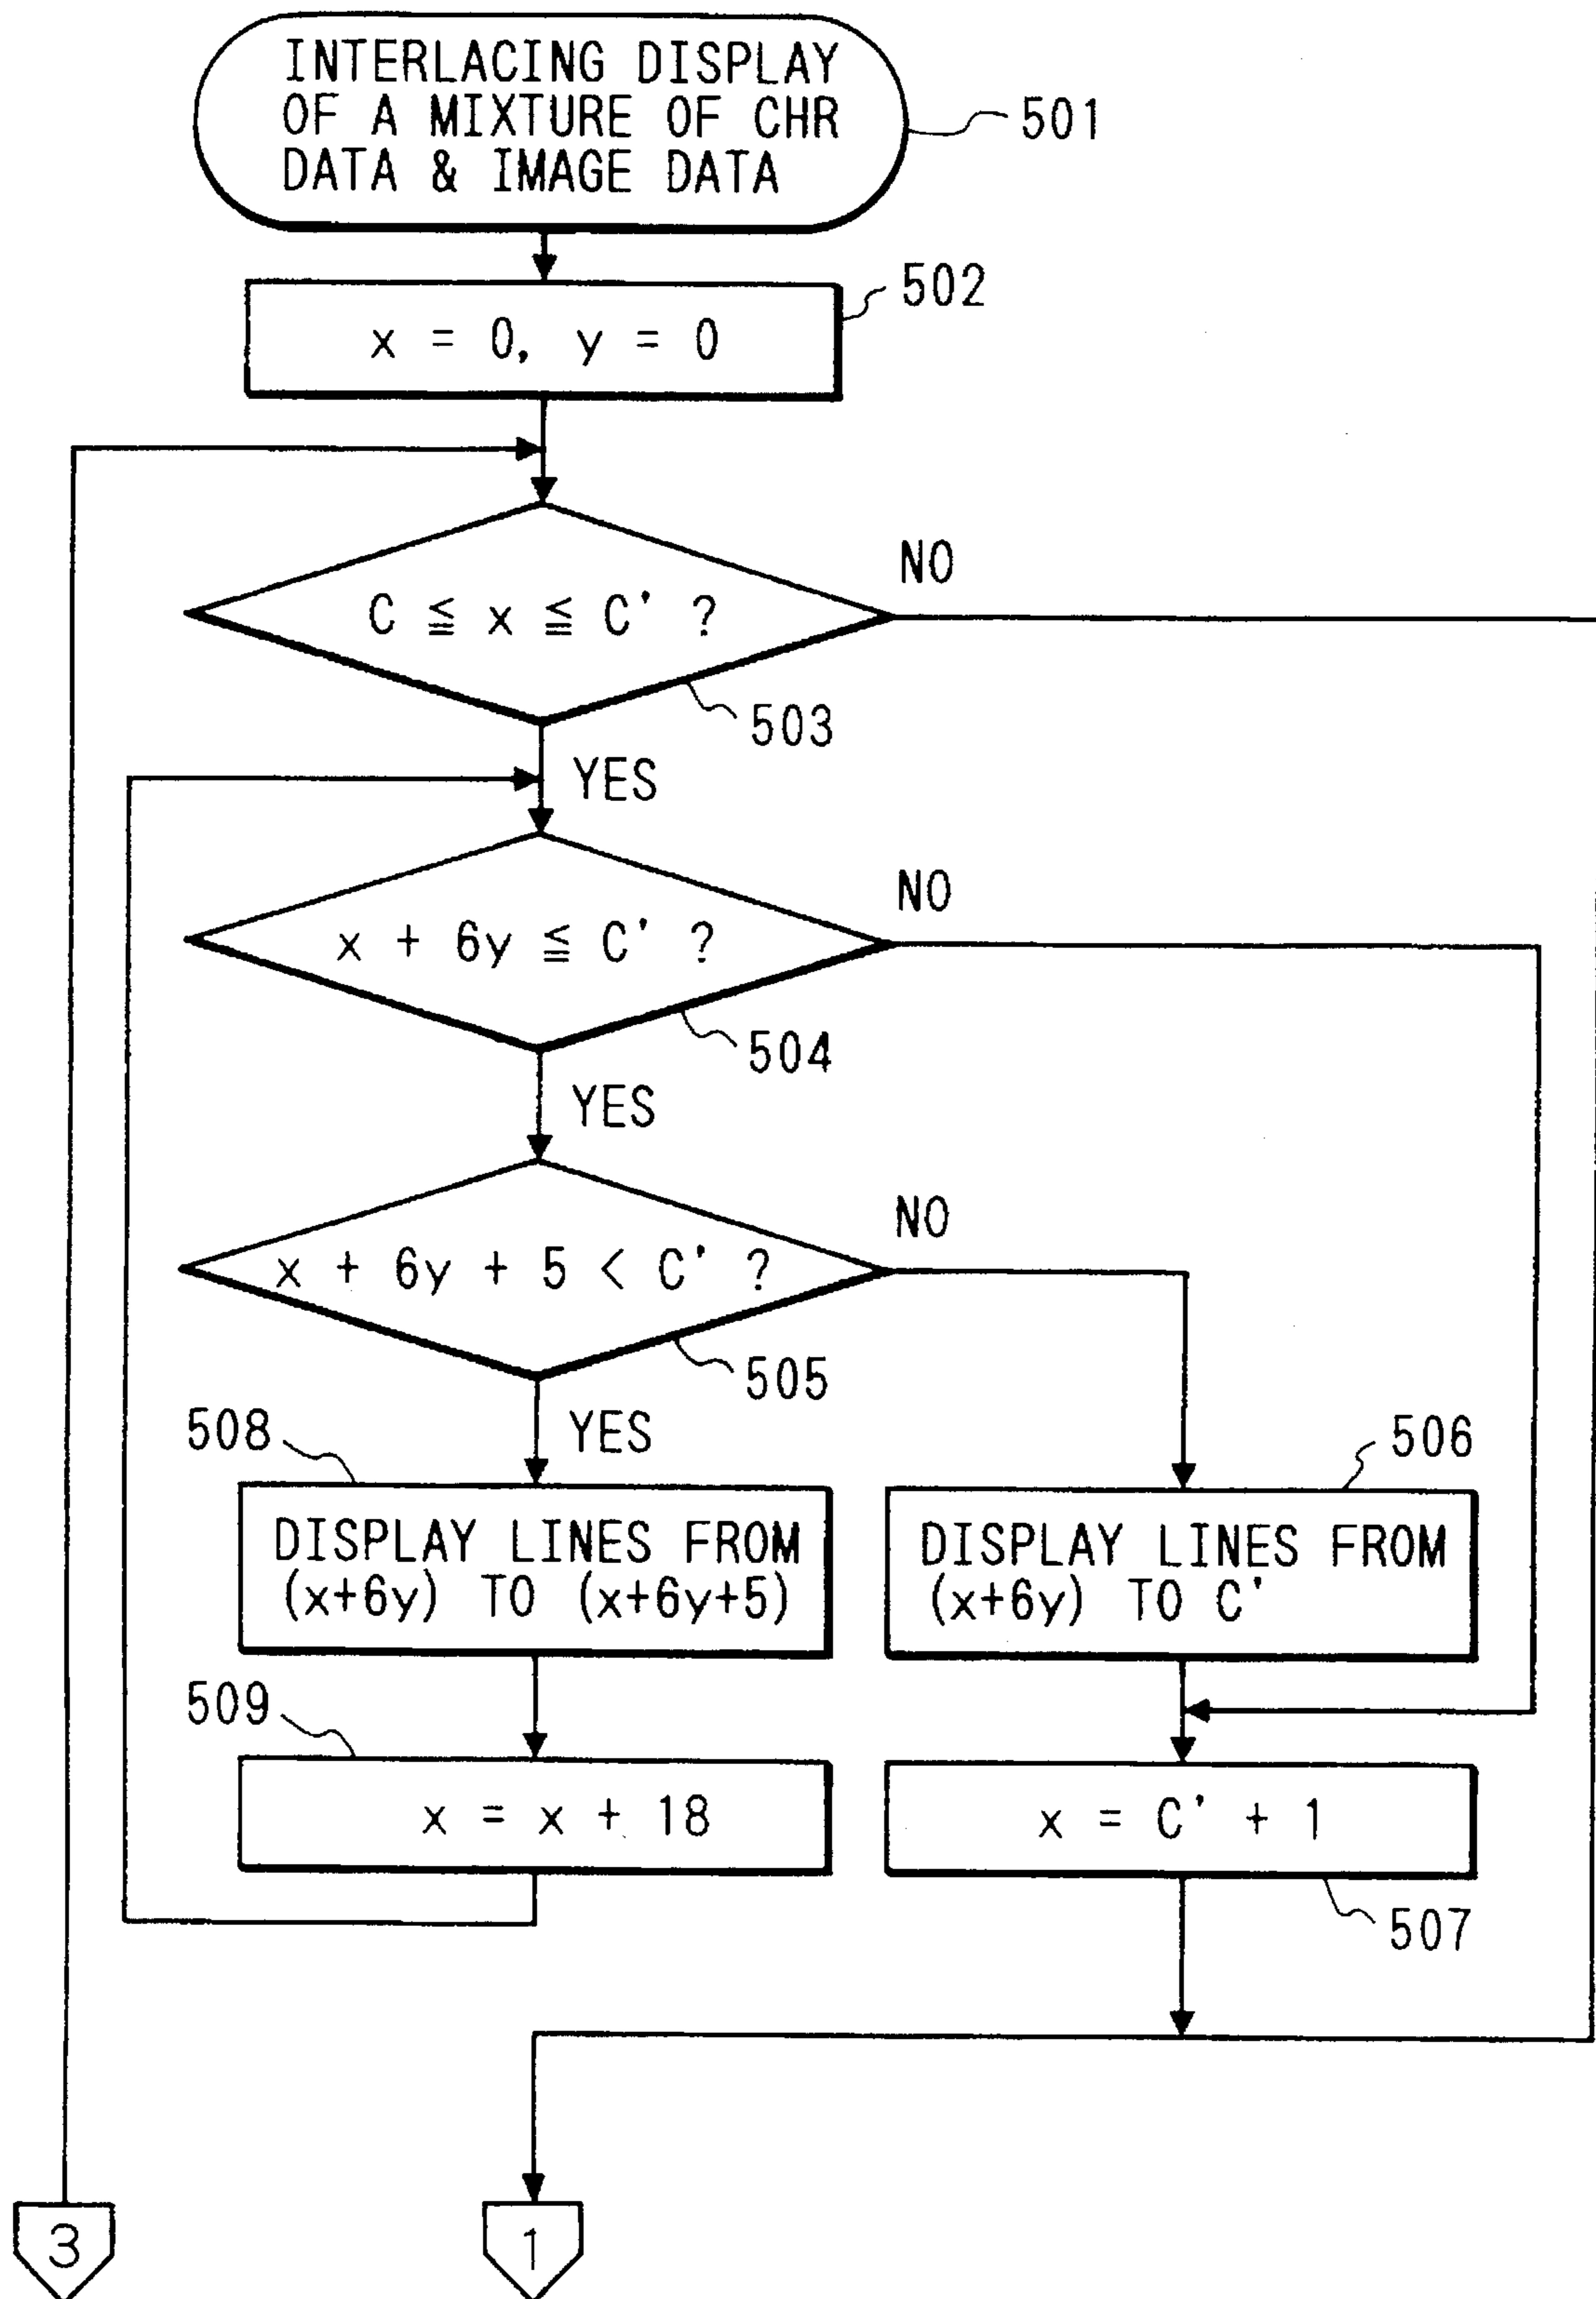 INTERLACING DISPLAY
OF A MIXTURE OF CHR
DATA & IMAGE DATA
501
502
x = 0, y = 0
NO
C ≦ x ≦ C' ?
503
YES
NO
x + 6y ≦ C' ?
504
YES
NO
x + 6y + 5 < C' ?
505
508
YES
506
DISPLAY LINES FROM
(x+6y) TO (x+6y+5)
DISPLAY LINES FROM
(x+6y) TO C'
509
x = x + 18
x = C' + 1
507
3
1